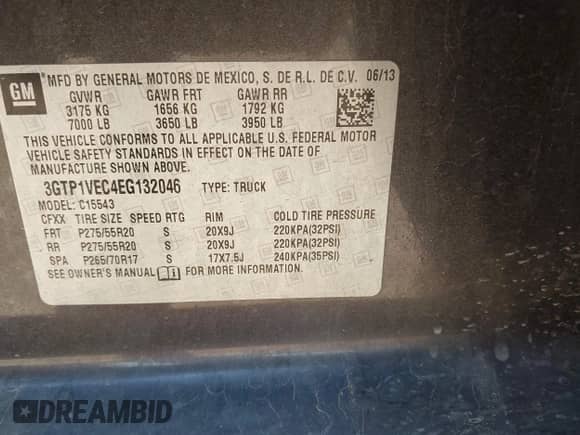 GM
MFD BY GENERAL MOTORS DE MEXICO, S. DE R.L. DE C.V. 06/13
GVWR GAWR FRT GAWR RR
3175 KG 1656 KG 1792 KG
7000 LB 3650 LB 3950 LB
THIS VEHICLE CONFORMS TO ALL APPLICABLE U.S. FEDERAL MOTOR
VEHICLE SAFETY STANDARDS IN EFFECT ON THE DATE OF
MANUFACTURE SHOWN ABOVE.
3GTP1VEC4EG132046 TYPE: TRUCK
MODEL: C15543
CFXX TIRE SIZE SPEED RTG RIM COLD TIRE PRESSURE
FRT P275/55R20 S 20X9J 220KPA(32PSI)
RR P275/55R20 S 20X9J 220KPA(32PSI)
SPA P265/70R17 S 17X7.5J 240KPA(35PSI)
SEE OWNER'S MANUAL FOR MORE INFORMATION.
DREAMBID